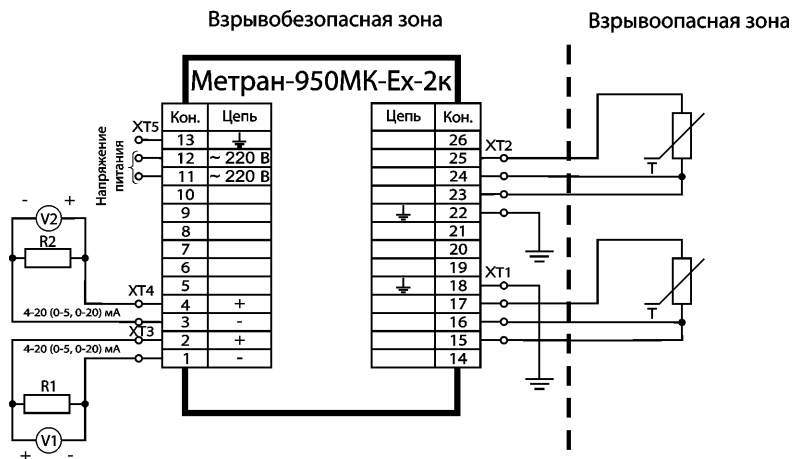 Взрывобезопасная зона
Взрывоопасная зона
Метран-950МК-Ех-2к
Кон. Цепь
13
12 ~ 220 В
11 ~ 220 В
10
9
8
7
6
5
4 +
3 -
2 +
1 -
Цепь Кон.
26
25
24
23
22
21
20
19
18
17
16
15
14
XT5
Напряжение
питания
- +
V2
R2
XT4
4-20 (0-5, 0-20) мА
XT3
4-20 (0-5, 0-20) мА
R1
V1
+ -
XT2
T
XT1
T